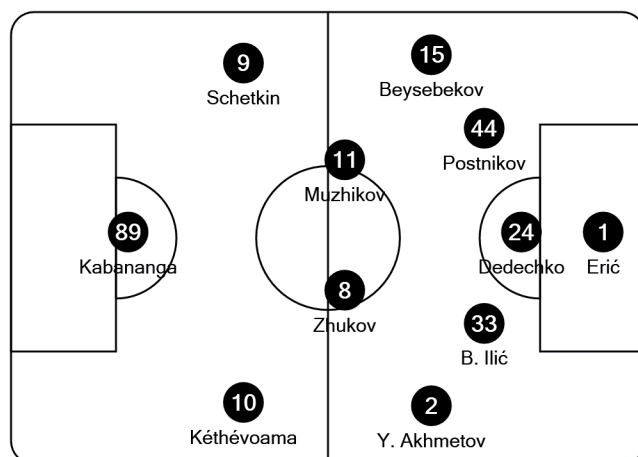 9
Schetkin
15
Beysebekov
44
Postnikov
11
Muzhikov
89
Kabananga
24
Dedechko
1
Erić
8
Zhukov
33
B. Ilić
10
Kéthévoama
2
Y. Akhmetov